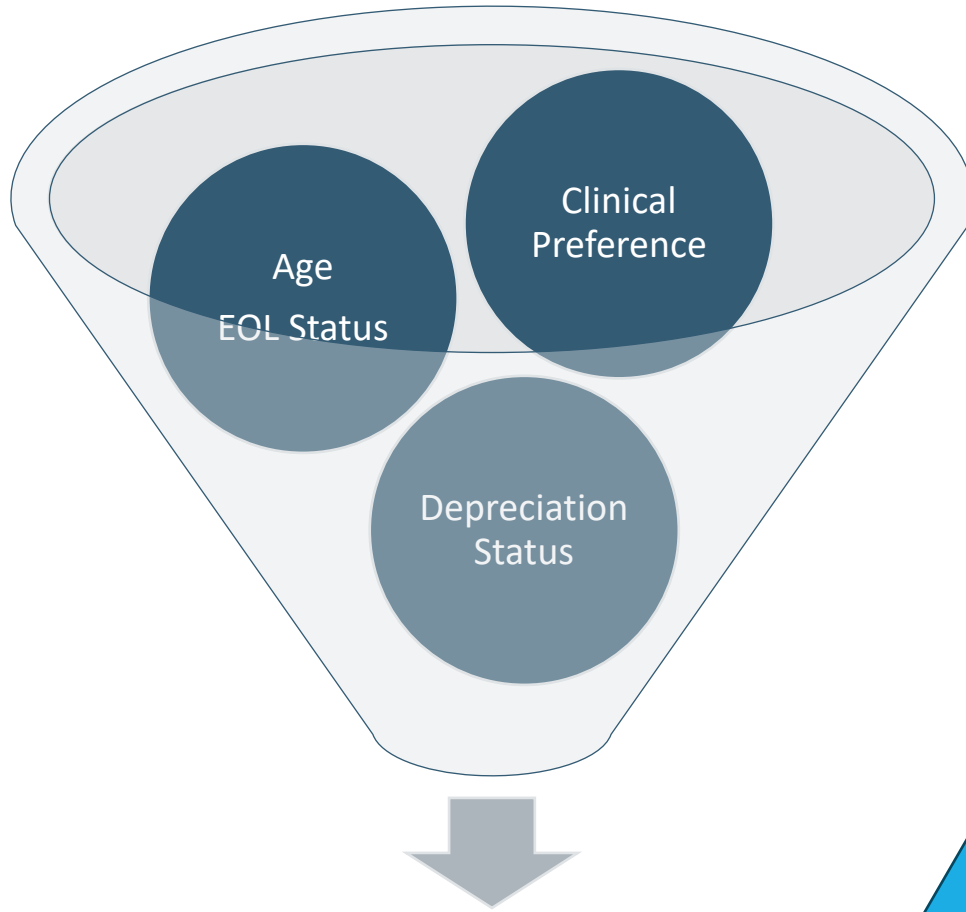 Clinical
Preference
Age
EOL Status
Depreciation
Status